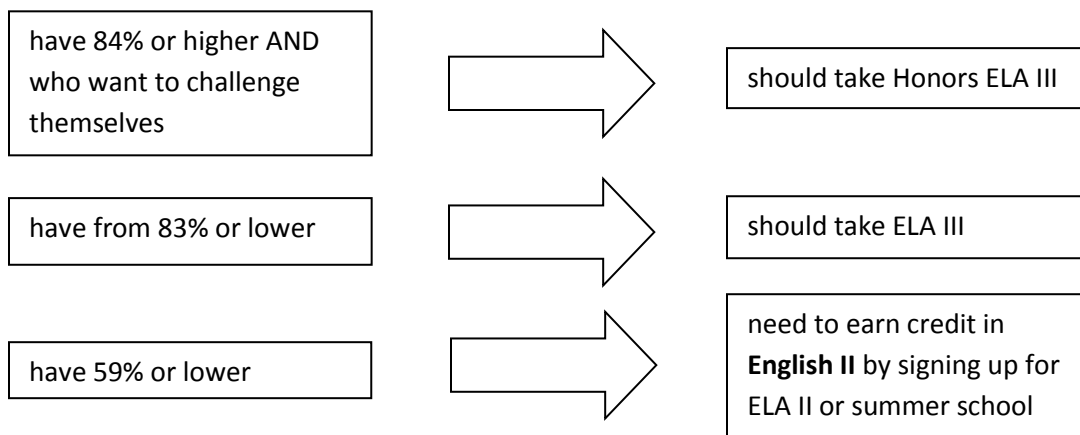 have 84% or higher AND
who want to challenge
themselves
should take Honors ELA III
have from 83% or lower
should take ELA III
have 59% or lower
need to earn credit in
English II by signing up for
ELA II or summer school